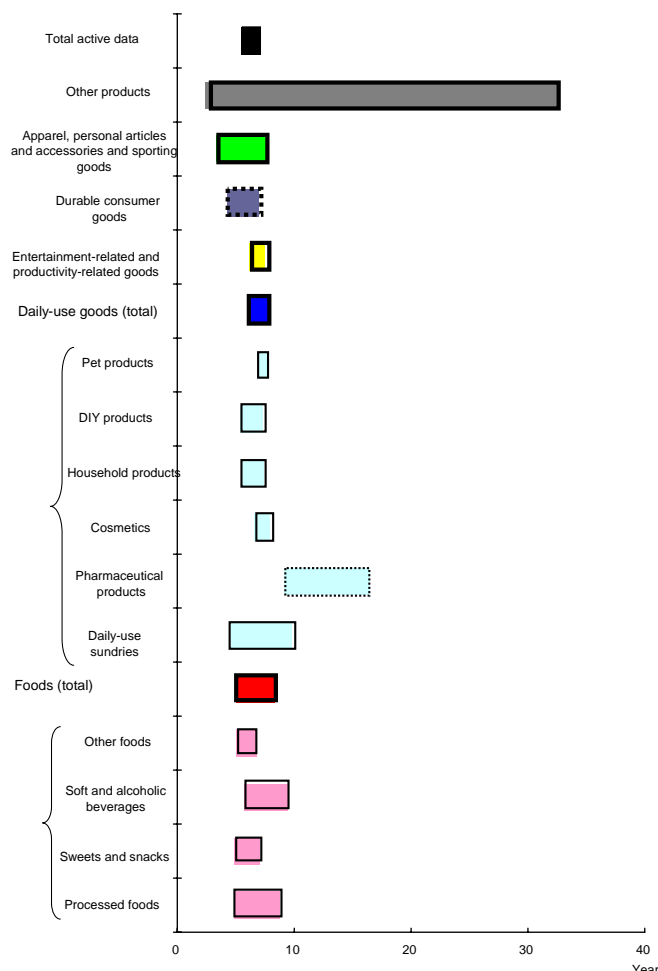 Total active data
Other products
Apparel, personal articles
and accessories and sporting
goods
Durable consumer
goods
Entertainment-related and
productivity-related goods
Daily-use goods (total)
Pet products
DIY products
Household products
Cosmetics
Pharmaceutical
products
Daily-use
sundries
Foods (total)
Other foods
Soft and alcoholic
beverages
Sweets and snacks
Processed foods
0 10 20 30 40
Year